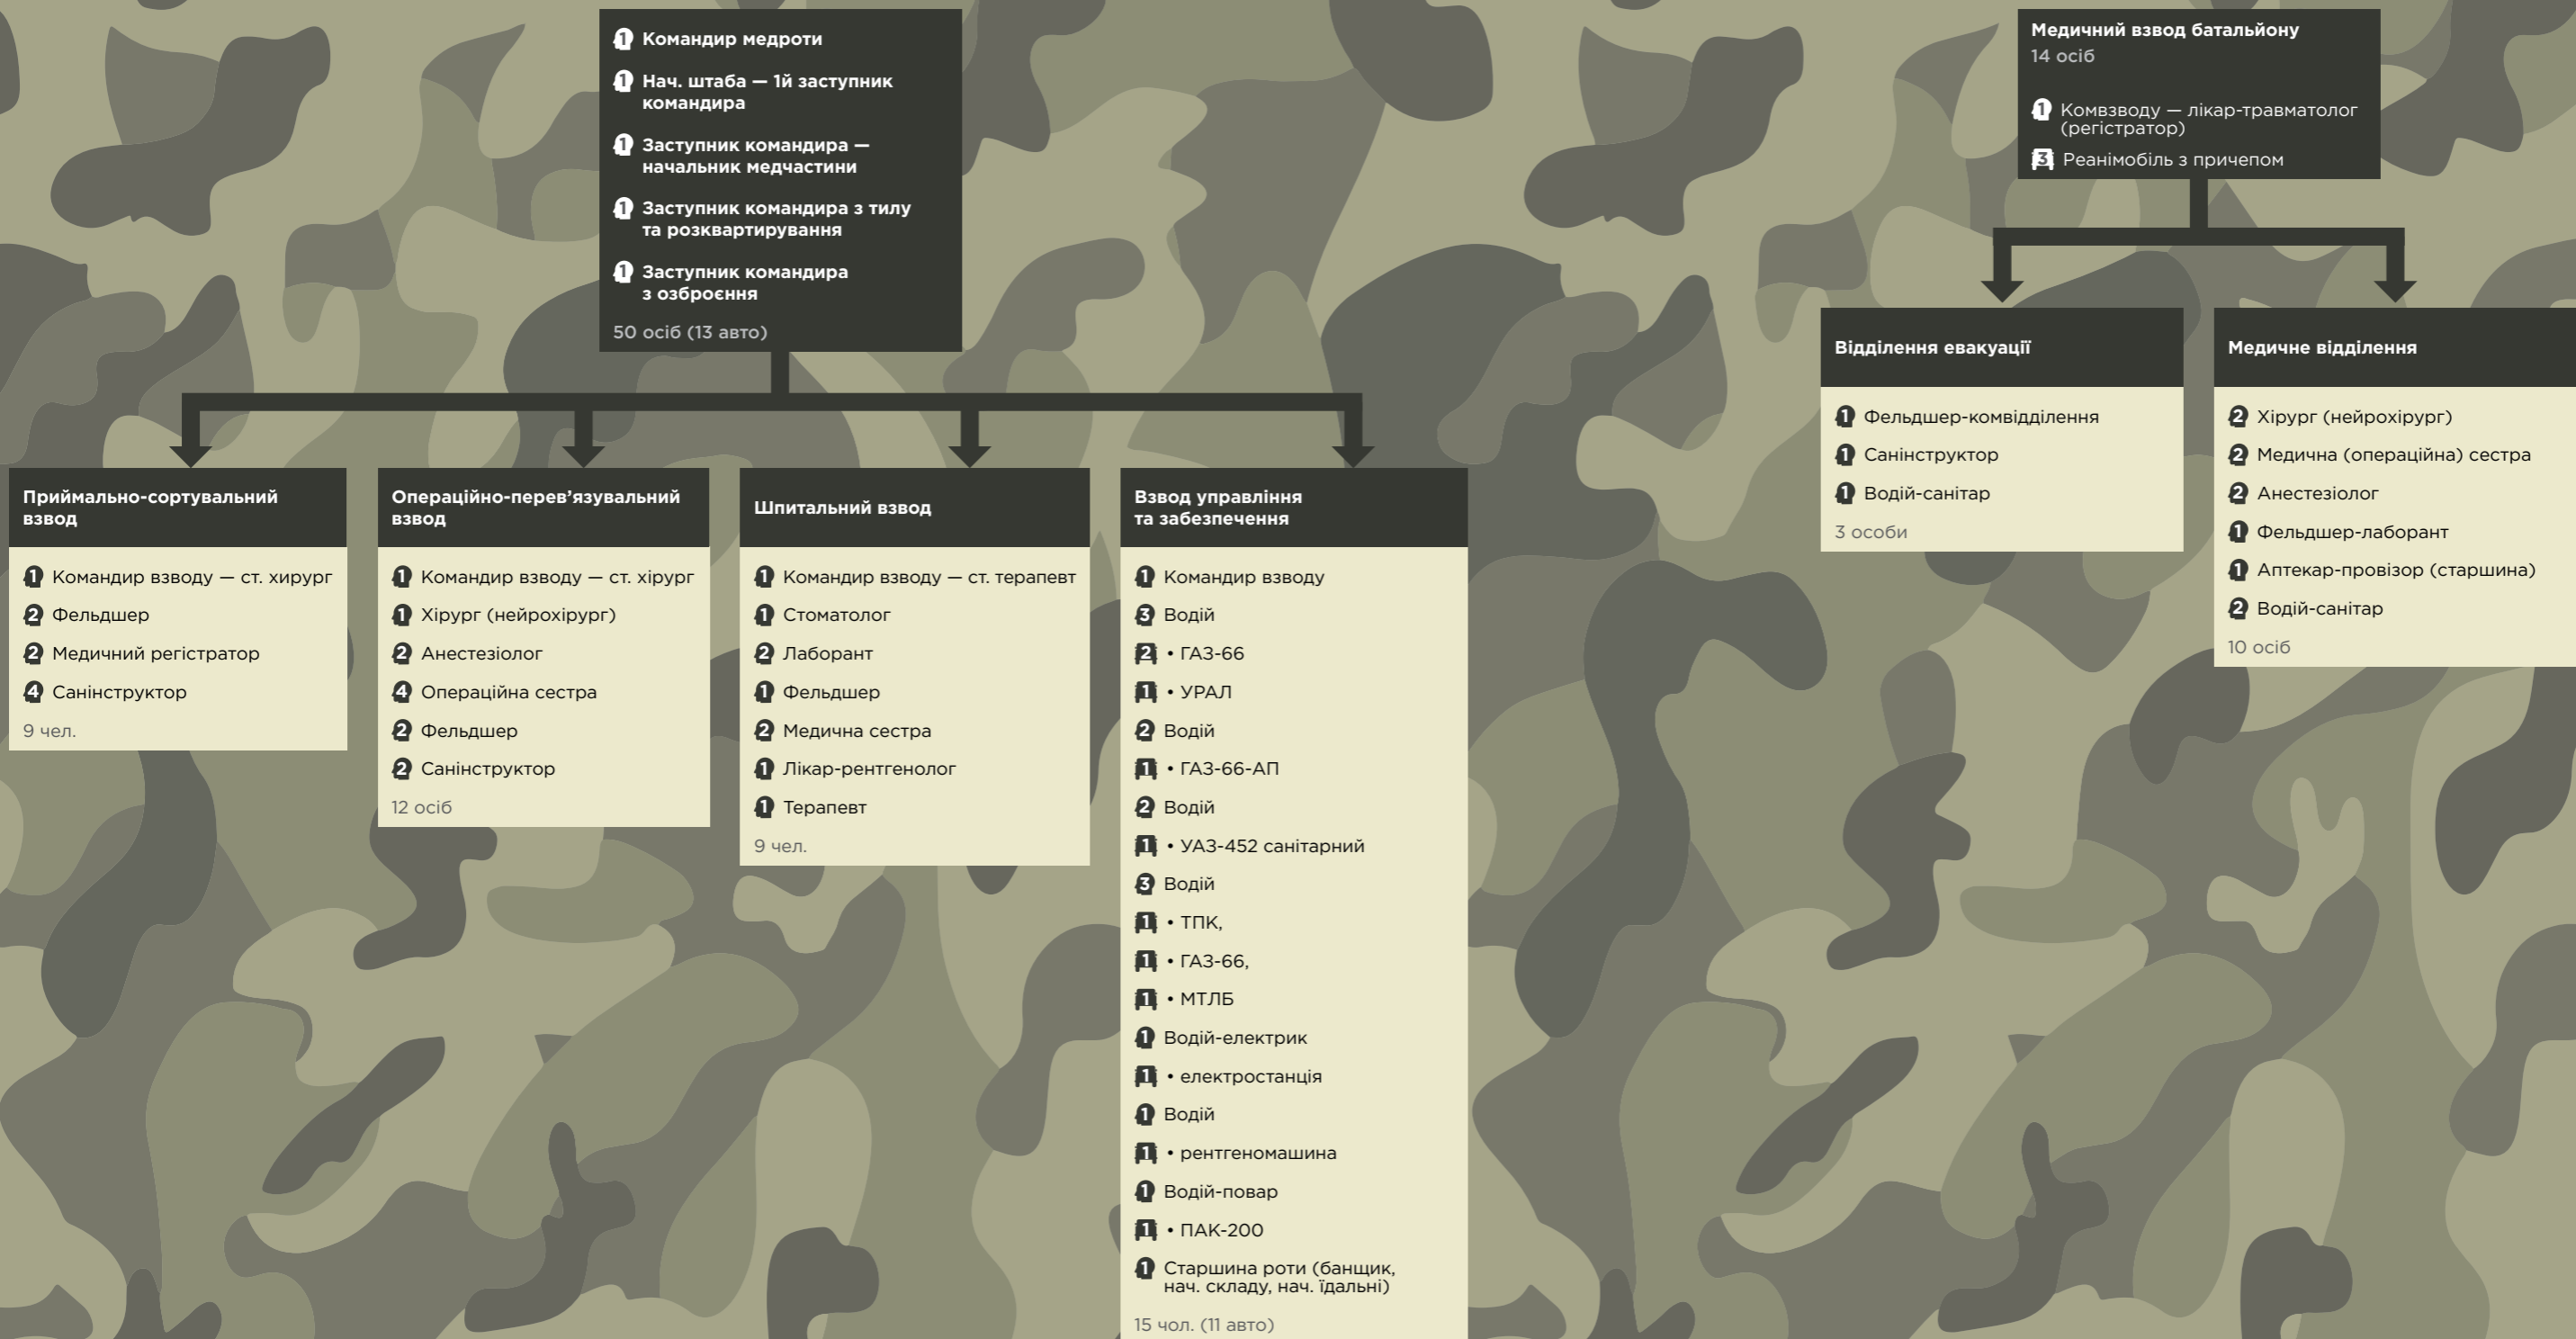 1 Командир медроти
1 Нач. штаба — 1й заступник
командира
1 Заступник командира —
начальник медчастини
1 Заступник командира з тилу
та розквартирування
1 Заступник командира
з озброєння
50 осіб (13 авто)
Приймально-сортувальний
взвод
1 Командир взводу — ст. хирург
2 Фельдшер
2 Медичний регістратор
4 Санінструктор
9 чел.
Операційно-перев’язувальний
взвод
1 Командир взводу — ст. хірург
1 Хірург (нейрохірург)
2 Анестезіолог
4 Операційна сестра
2 Фельдшер
2 Санінструктор
12 осіб
Шпитальний взвод
1 Командир взводу — ст. терапевт
1 Стоматолог
2 Лаборант
1 Фельдшер
2 Медична сестра
1 Лікар-рентгенолог
1 Терапевт
9 чел.
Взвод управління
та забезпечення
1 Командир взводу
3 Водій
2 • ГАЗ-66
1 • УРАЛ
2 Водій
1 • ГАЗ-66-АП
2 Водій
1 • УАЗ-452 санітарний
3 Водій
1 • ТПК,
1 • ГАЗ-66,
1 • МТЛБ
1 Водій-електрик
1 • електростанція
1 Водій
1 • рентгеномашина
1 Водій-повар
1 • ПАК-200
1 Старшина роти (банщик,
нач. складу, нач. їдальні)
15 чол. (11 авто)
Медичний взвод батальйону
14 осіб
1 Комвзводу — лікар-травматолог
(регістратор)
3 Реанімобіль з причепом
Відділення евакуації
1 Фельдшер-комвідділення
1 Санінструктор
1 Водій-санітар
3 особи
Медичне відділення
2 Хірург (нейрохірург)
2 Медична (операційна) сестра
2 Анестезіолог
1 Фельдшер-лаборант
1 Аптекар-провізор (старшина)
2 Водій-санітар
10 осіб